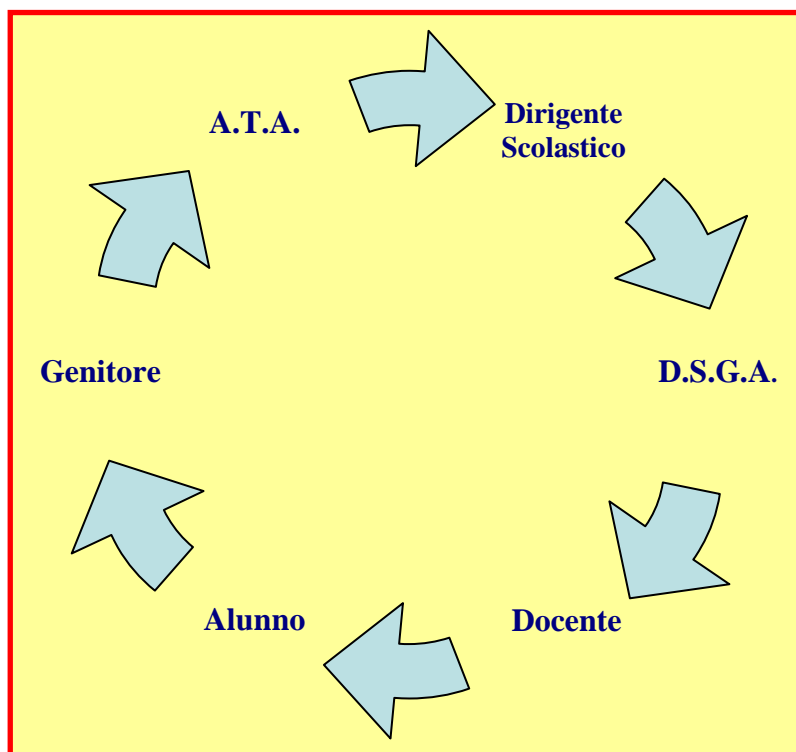 A.T.A.
Dirigente
Scolastico
Genitore
D.S.G.A.
Alunno
Docente